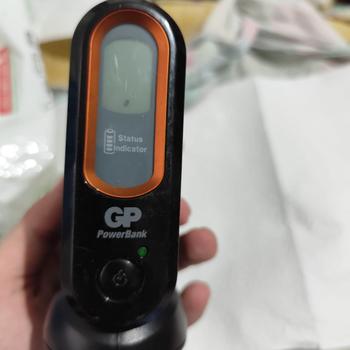 Status
Indicator
GP
PowerBank